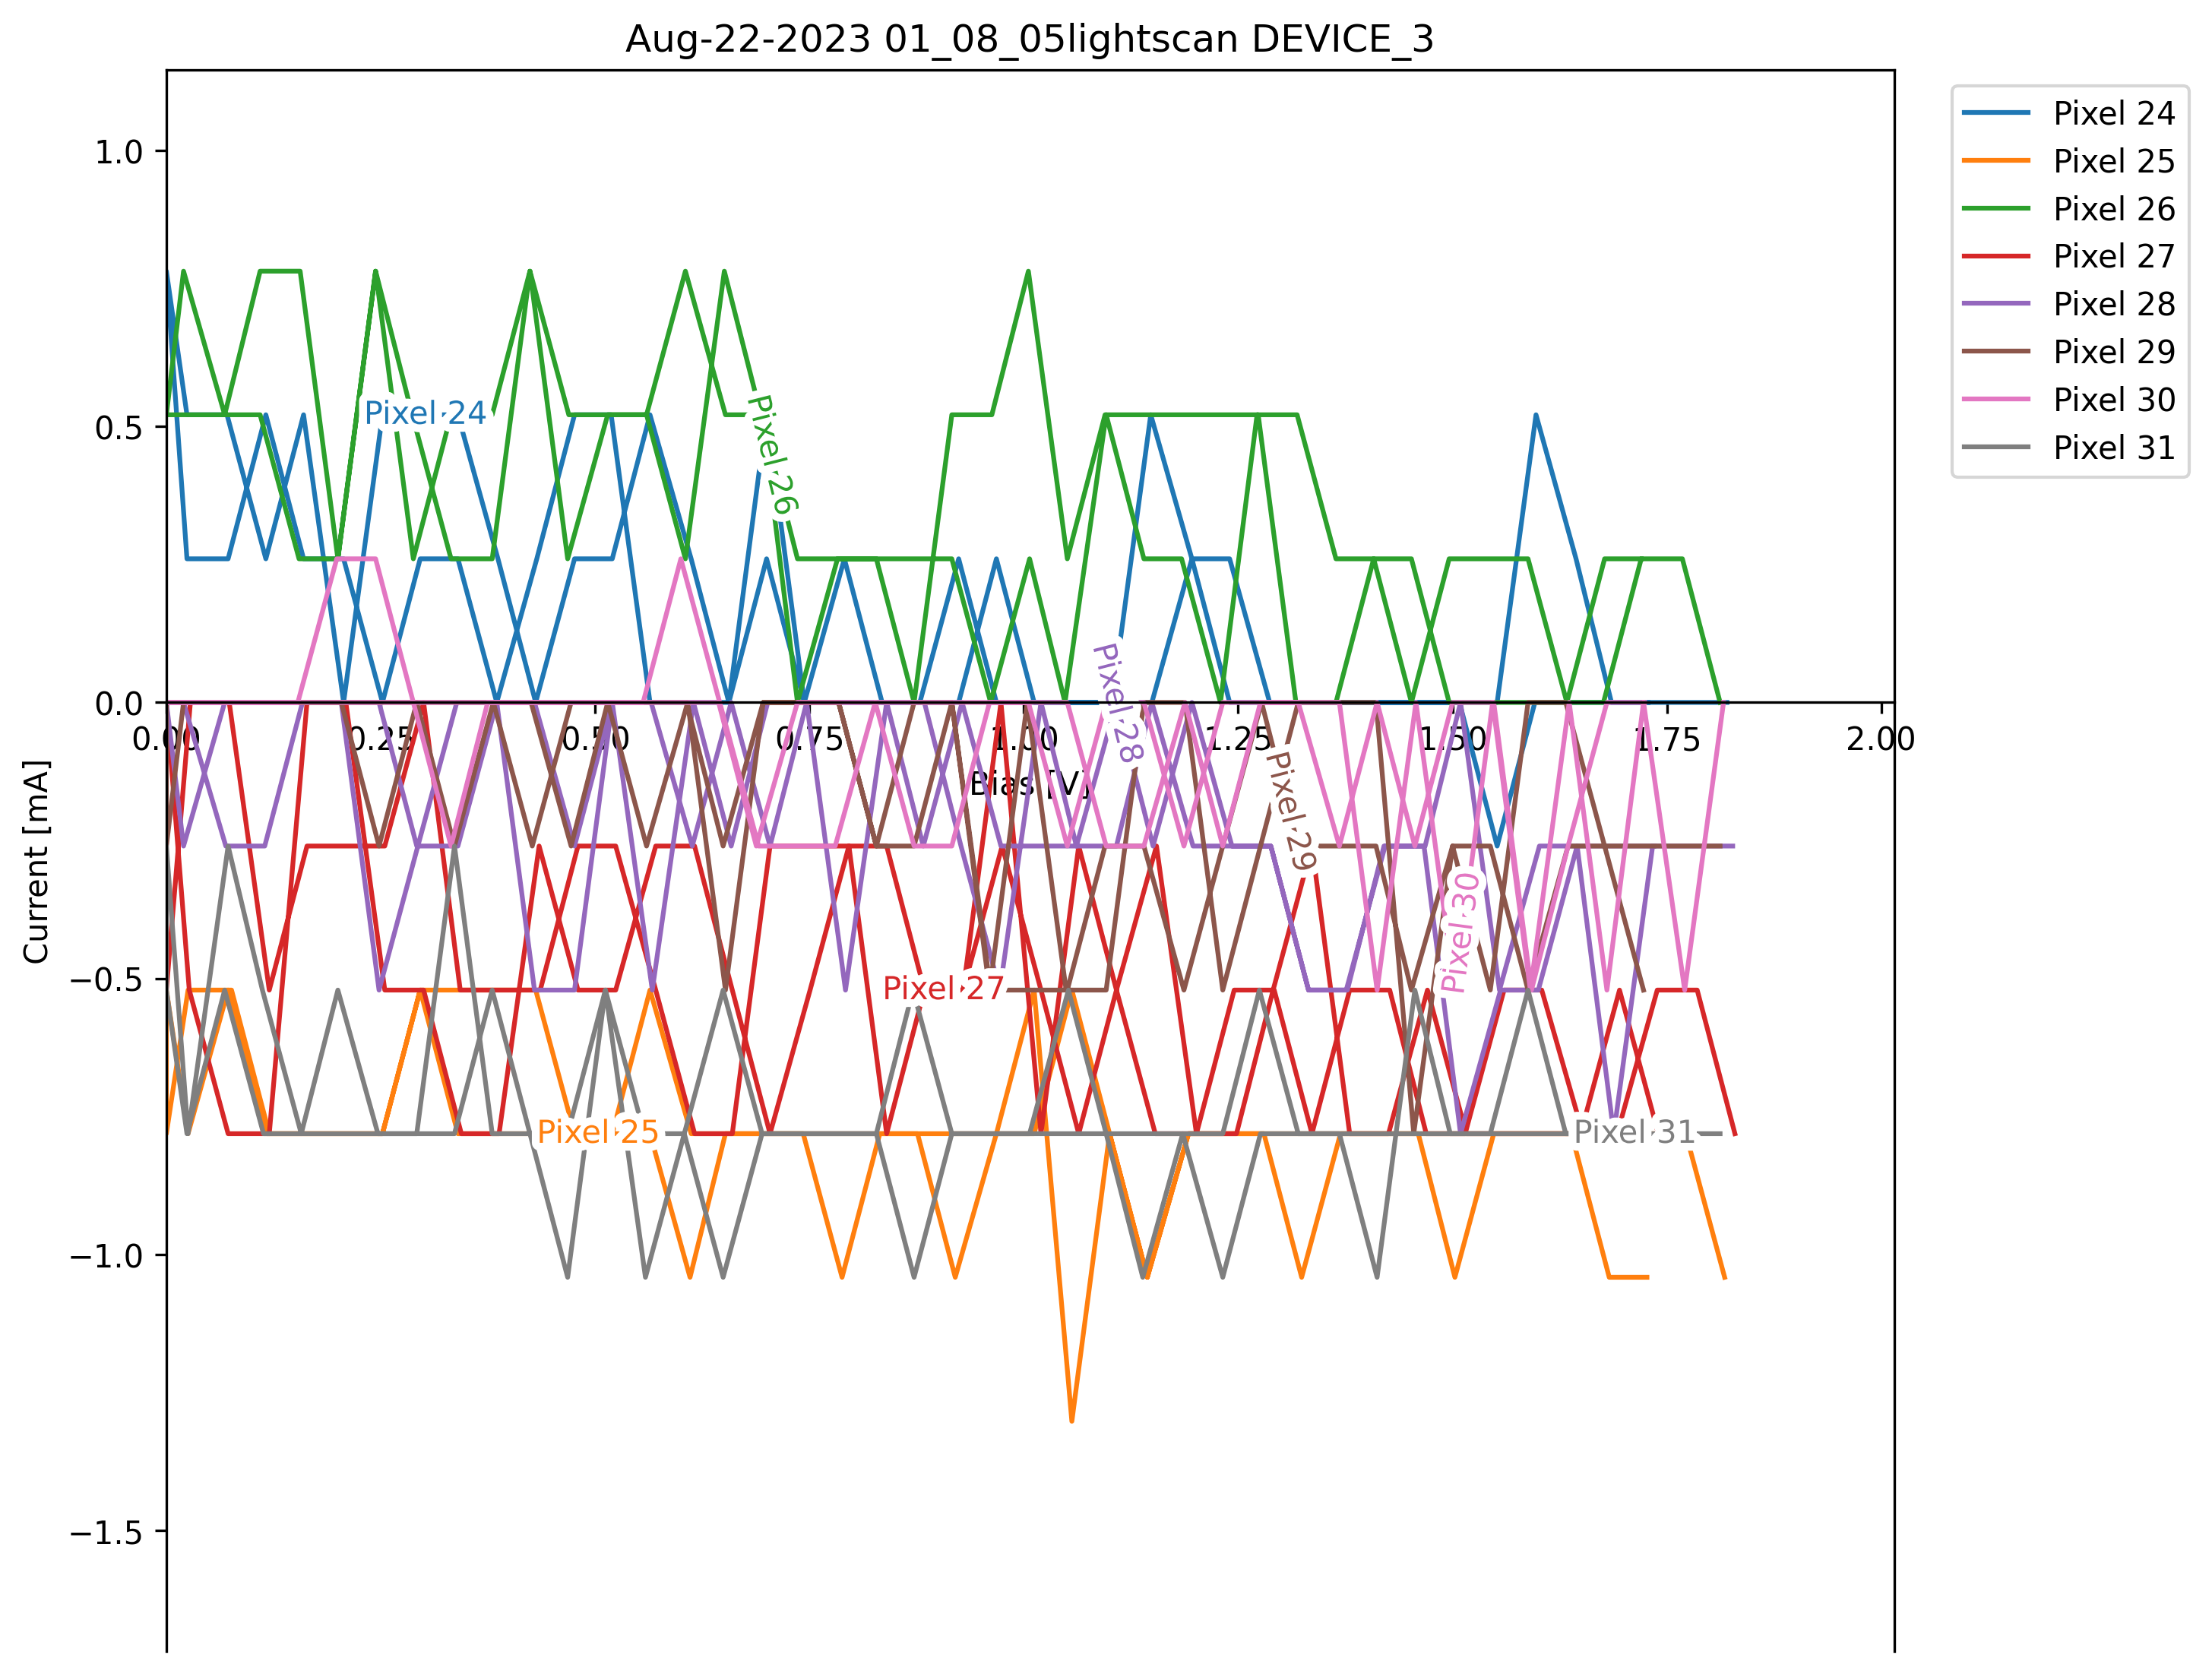 Aug-22-2023 01_08_05lightscan DEVICE_3
Pixel 24
Pixel 25
Pixel 26
Pixel 27
Pixel 28
Pixel 29
Pixel 30
Pixel 31
1.0
0.5
0.0
−0.5
−1.0
−1.5
Current [mA]
0.00 0.25 0.50 0.75 1.00 1.25 1.50 1.75 2.00
Bias [V]
Pixel 24
Pixel 26
Pixel 28
Pixel 29
Pixel 30
Pixel 27
Pixel 25
Pixel 31